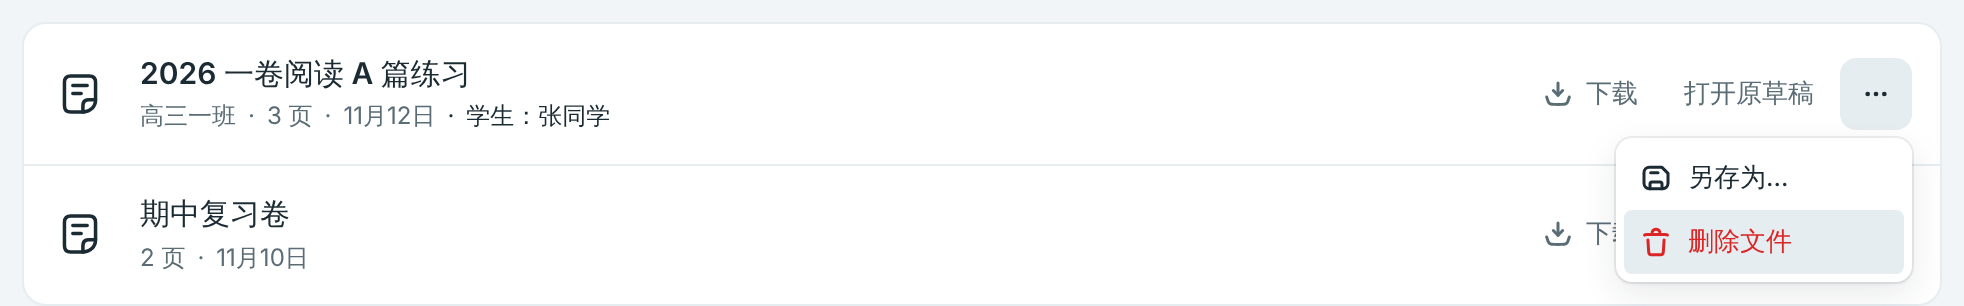 2026 一卷阅读 A 篇练习
高三一班 · 3 页 · 11月12日 · 学生：张同学
下载
打开原草稿
...
另存为...
删除文件
期中复习卷
2 页 · 11月10日
下